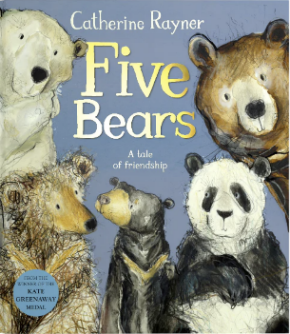 Catherine Rayner
Five
Bears
A tale
of friendship
FROM THE
WINNER OF THE
KATE
GREENAWAY
MEDAL